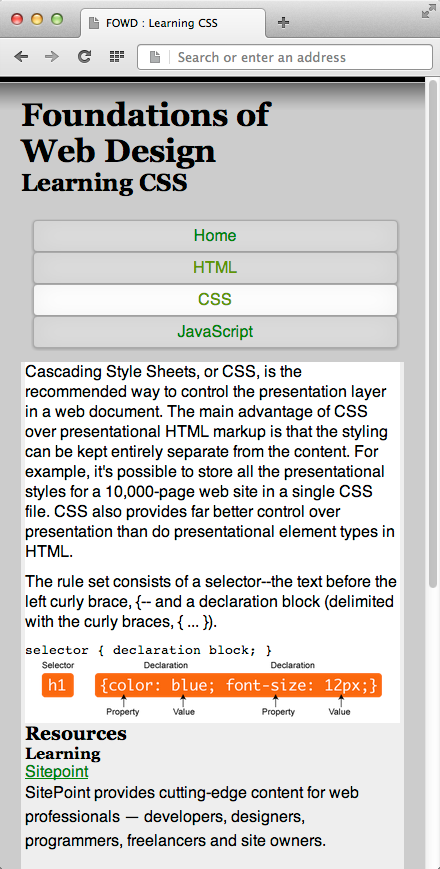 FOWD : Learning CSS
Search or enter an address
Foundations of
Web Design
Learning CSS
Home
HTML
CSS
JavaScript
Cascading Style Sheets, or CSS, is the
recommended way to control the presentation layer
in a web document. The main advantage of CSS
over presentational HTML markup is that the styling
can be kept entirely separate from the content. For
example, it's possible to store all the presentational
styles for a 10,000-page web site in a single CSS
file. CSS also provides far better control over
presentation than do presentational element types in
HTML.
The rule set consists of a selector--the text before the
left curly brace, {-- and a declaration block (delimited
with the curly braces, { ... }).
selector { declaration block; }
Selector Declaration Declaration
h1 {color: blue; font-size: 12px;}
Property Value Property Value
Resources
Learning
Sitepoint
SitePoint provides cutting-edge content for web
professionals — developers, designers,
programmers, freelancers and site owners.